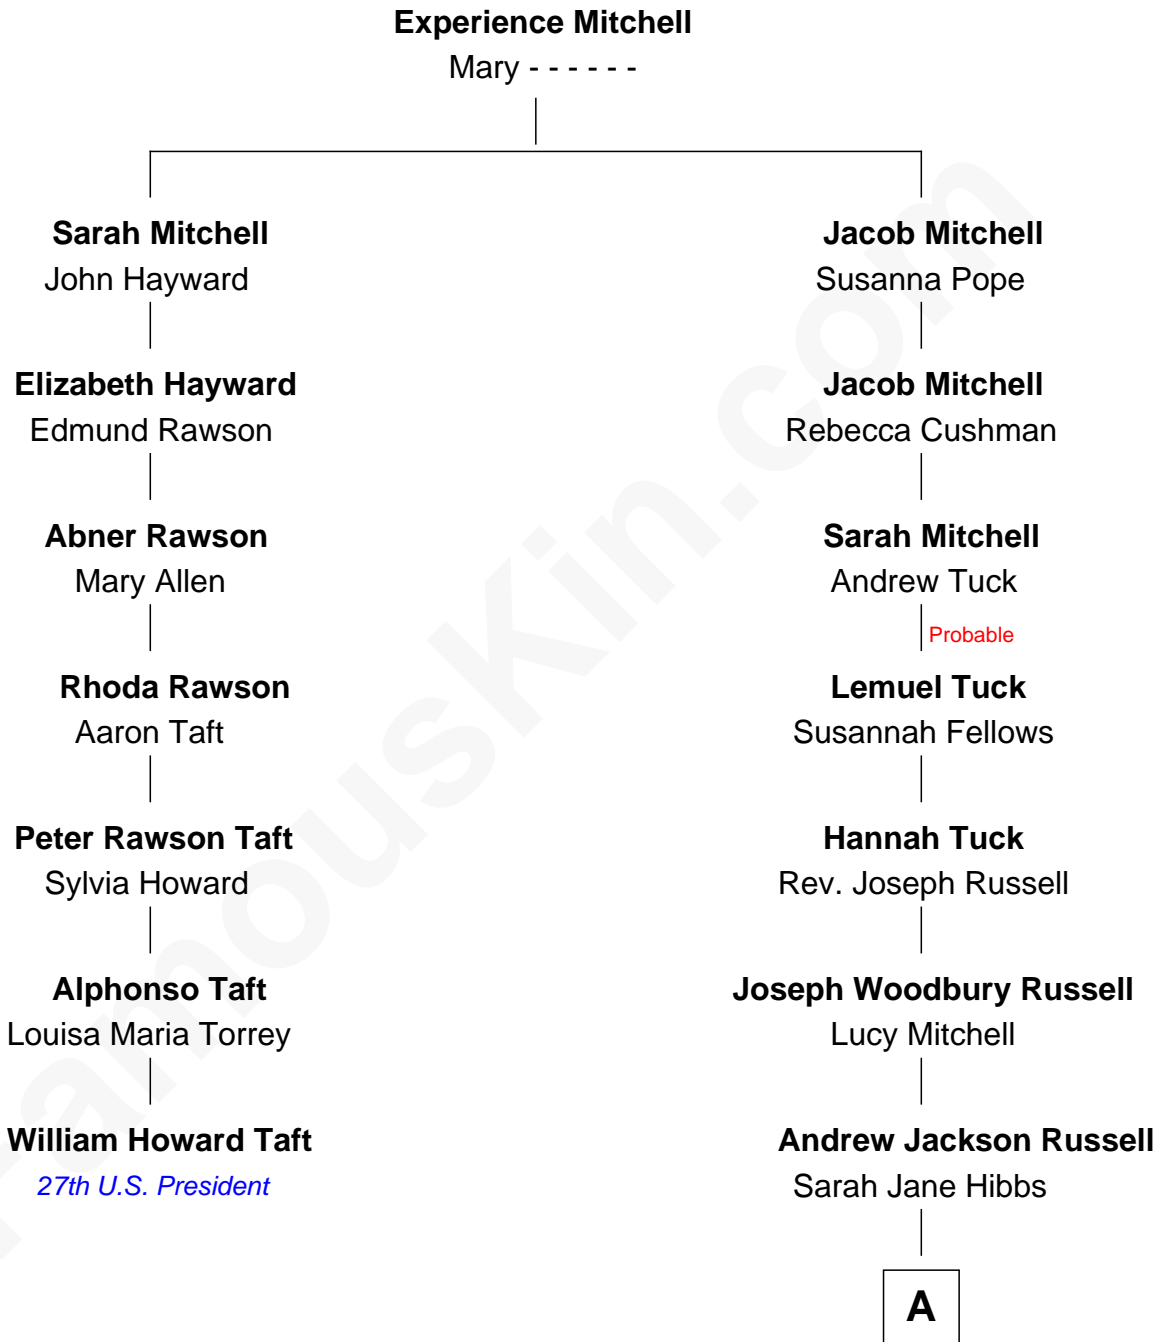 Experience Mitchell
Mary - - - - - -
Sarah Mitchell
John Hayward
Elizabeth Hayward
Edmund Rawson
Abner Rawson
Mary Allen
Rhoda Rawson
Aaron Taft
Peter Rawson Taft
Sylvia Howard
Alphonso Taft
Louisa Maria Torrey
William Howard Taft
27th U.S. President
Jacob Mitchell
Susanna Pope
Jacob Mitchell
Rebecca Cushman
Sarah Mitchell
Andrew Tuck
Probable
Lemuel Tuck
Susannah Fellows
Hannah Tuck
Rev. Joseph Russell
Joseph Woodbury Russell
Lucy Mitchell
Andrew Jackson Russell
Sarah Jane Hibbs
A
FamousKin.com